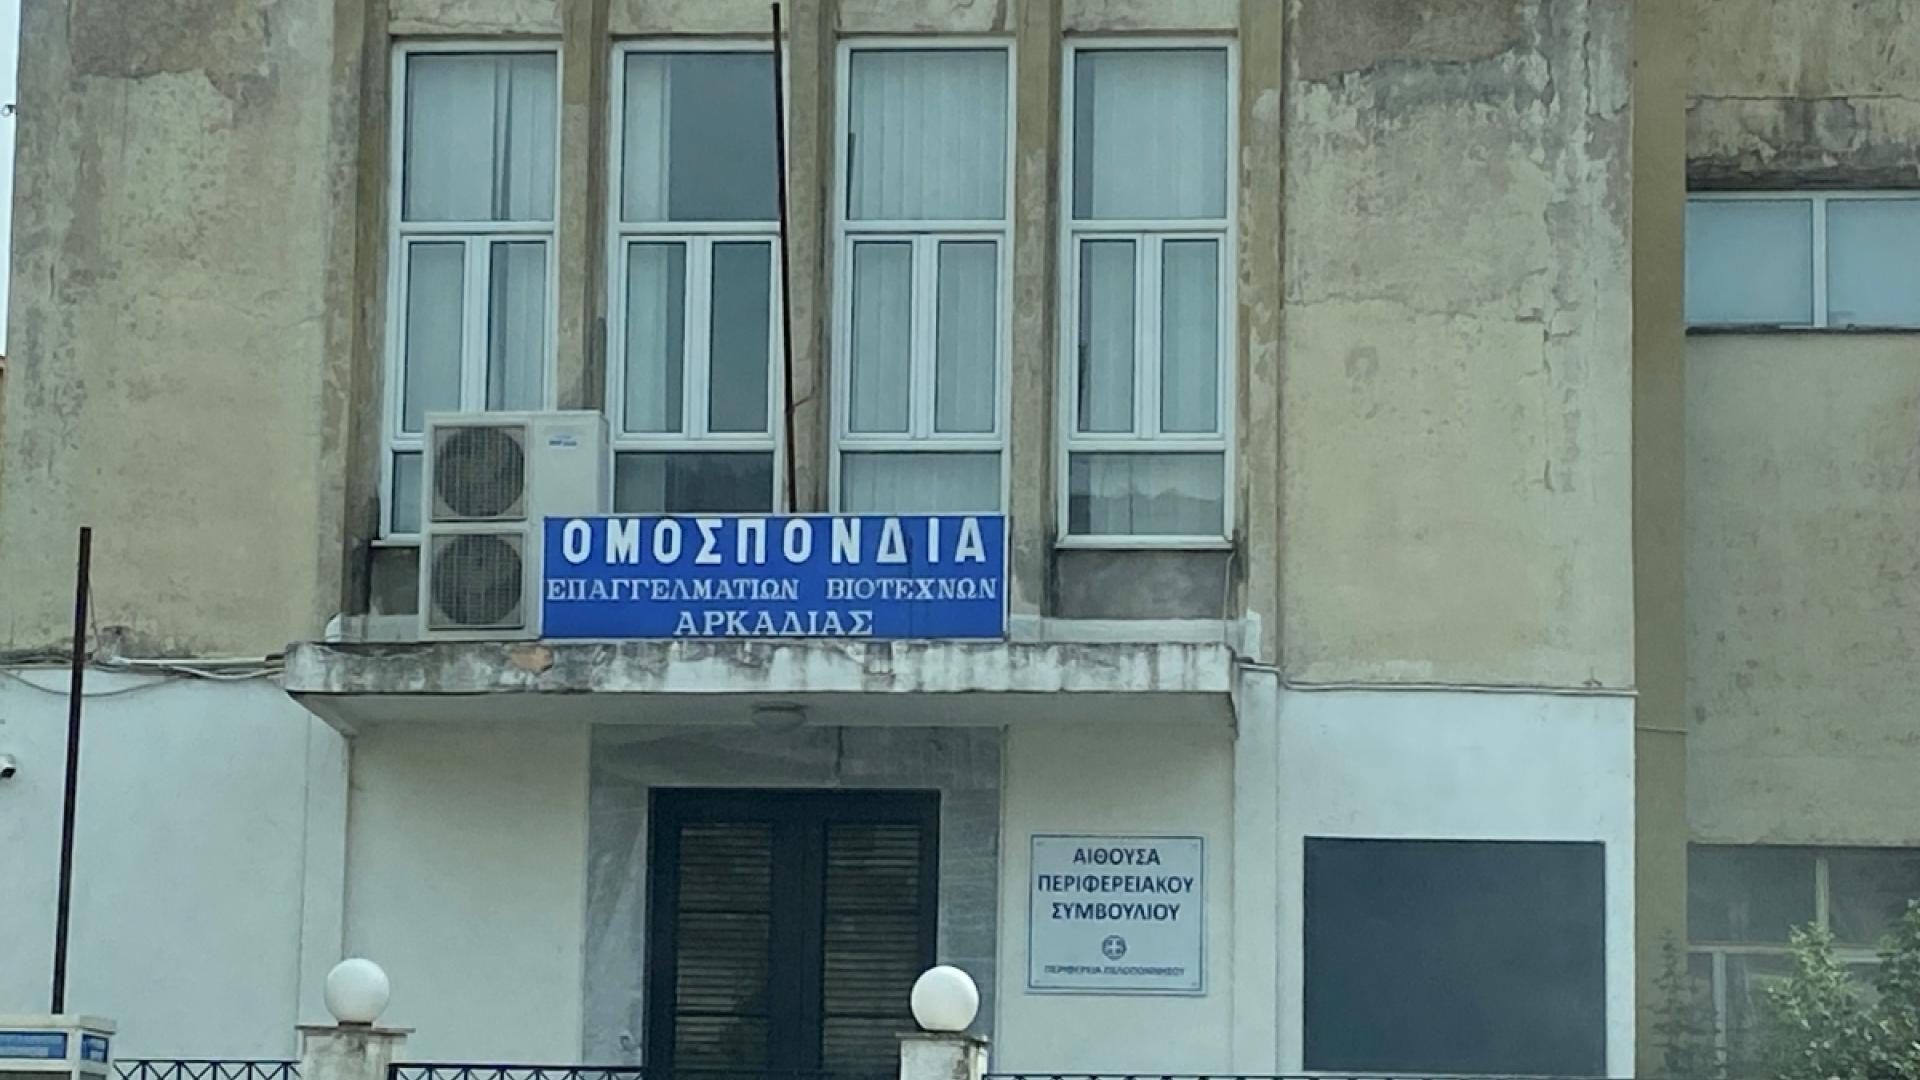 ΟΜΟΣΠΟΝΔΙΑ
ΕΠΑΓΓΕΛΜΑΤΙΩΝ ΒΙΟΤΕΧΝΩΝ
ΑΡΚΑΔΙΑΣ
ΑΙΘΟΥΣΑ
ΠΕΡΙΦΕΡΕΙΑΚΟΥ
ΣΥΜΒΟΥΛΙΟΥ
ΠΕΡΙΦΕΡΕΙΑ ΠΕΛΟΠΟΝΝΗΣΟΥ